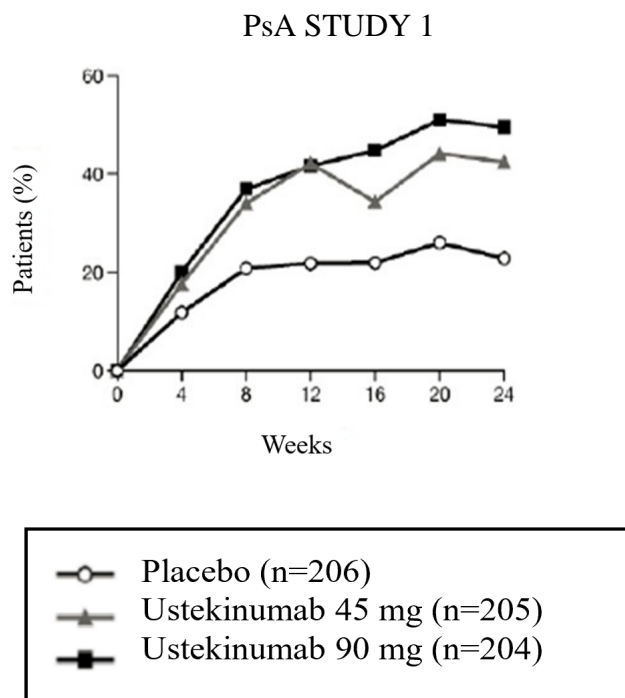 PsA STUDY 1
60
40
20
0
Patients (%)
0 4 8 12 16 20 24
Weeks
Placebo (n=206)
Ustekinumab 45 mg (n=205)
Ustekinumab 90 mg (n=204)